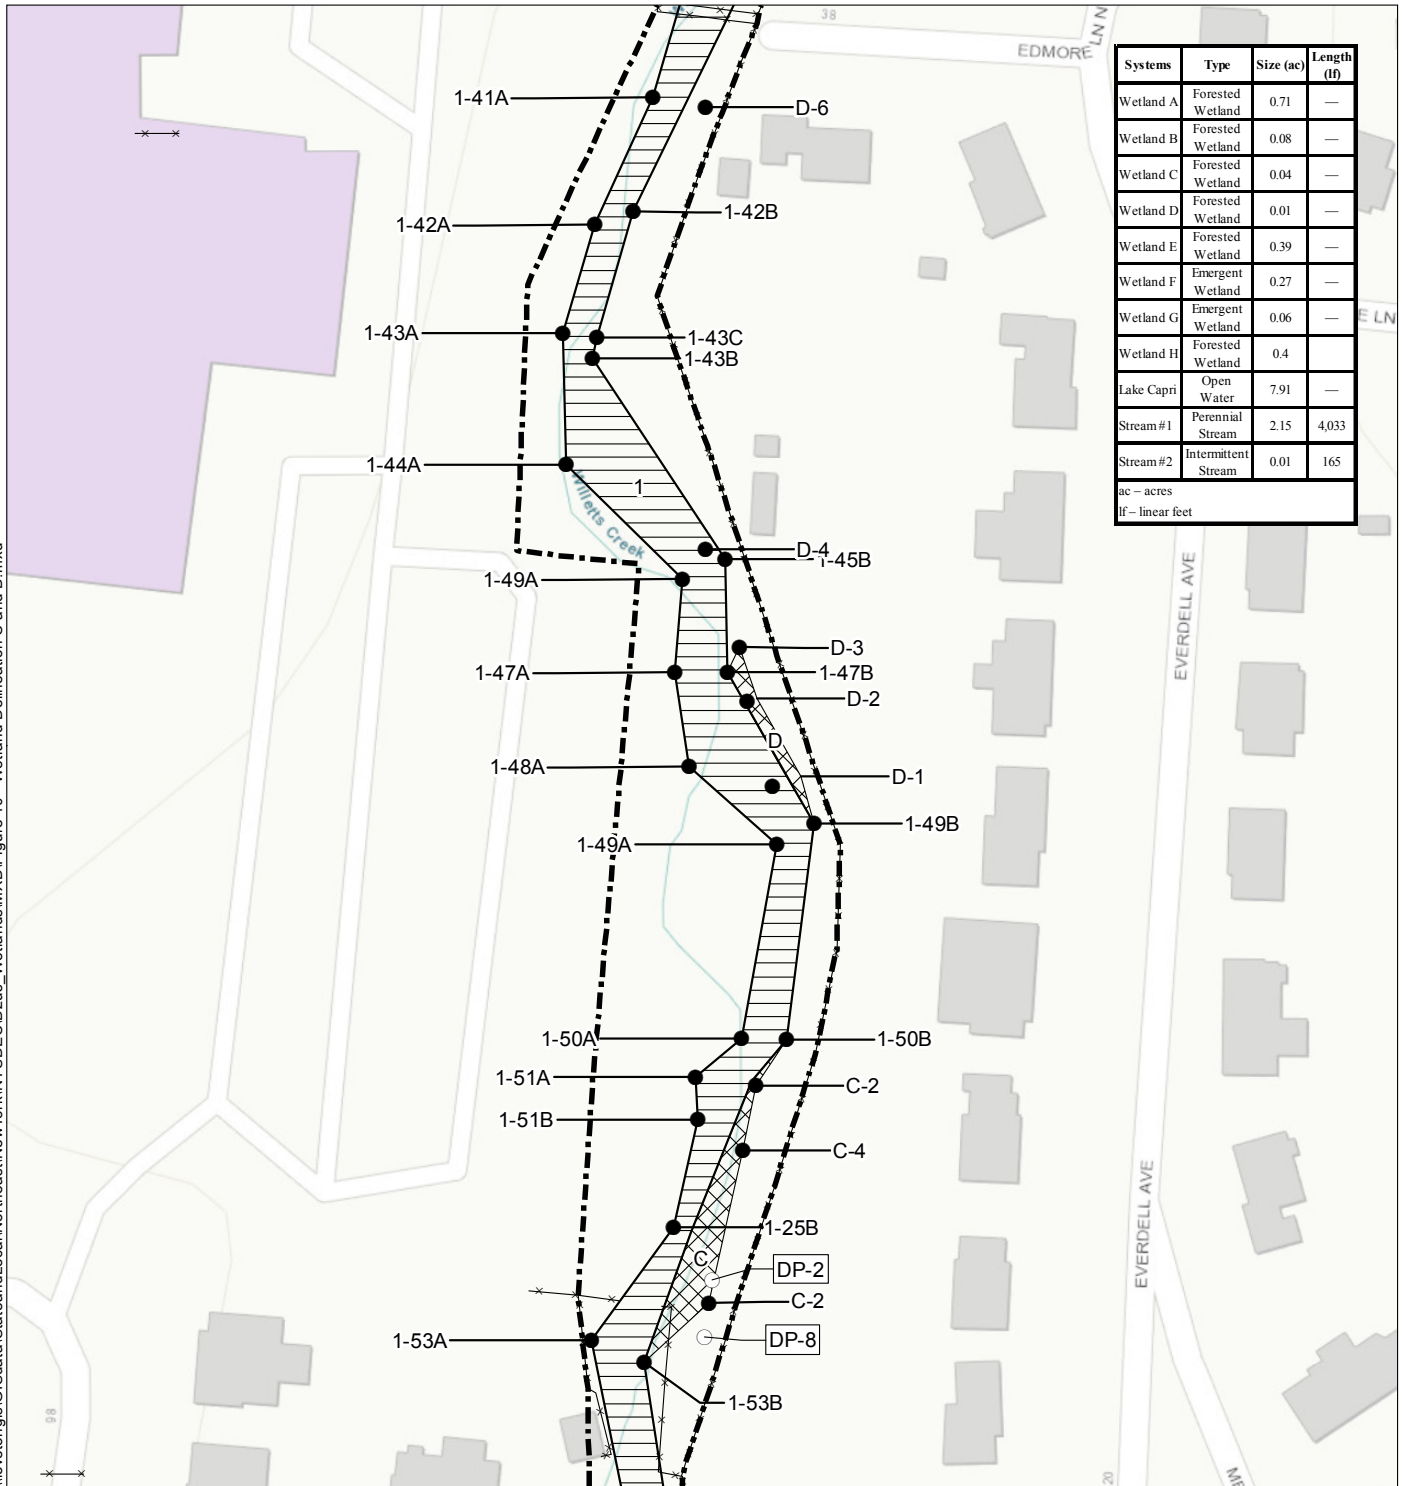 38
EDMORE LN N
Systems Type Size (ac) Length (lf)
Wetland A Forested Wetland 0.71 —
Wetland B Forested Wetland 0.08 —
Wetland C Forested Wetland 0.04 —
Wetland D Forested Wetland 0.01 —
Wetland E Forested Wetland 0.39 —
Wetland F Emergent Wetland 0.27 —
Wetland G Emergent Wetland 0.06 —
Wetland H Forested Wetland 0.4
Lake Capri Open Water 7.91 —
Stream #1 Perennial Stream 2.15 4,033
Stream #2 Intermittent Stream 0.01 165
ac – acres
lf – linear feet
E LN
1-41A
D-6
1-42A
1-42B
1-43A
1-43C
1-43B
1-44A
1
Willetts Creek
D-4
1-45B
1-49A
D-3
1-47A
1-47B
D-2
D
1-48A
D-1
1-49B
1-49A
EVERDELL AVE
1-50A
1-50B
1-51A
C-2
1-51B
C-4
1-25B
C
DP-2
C-2
1-53A
DP-8
1-53B
EVERDELL AVE
98
20